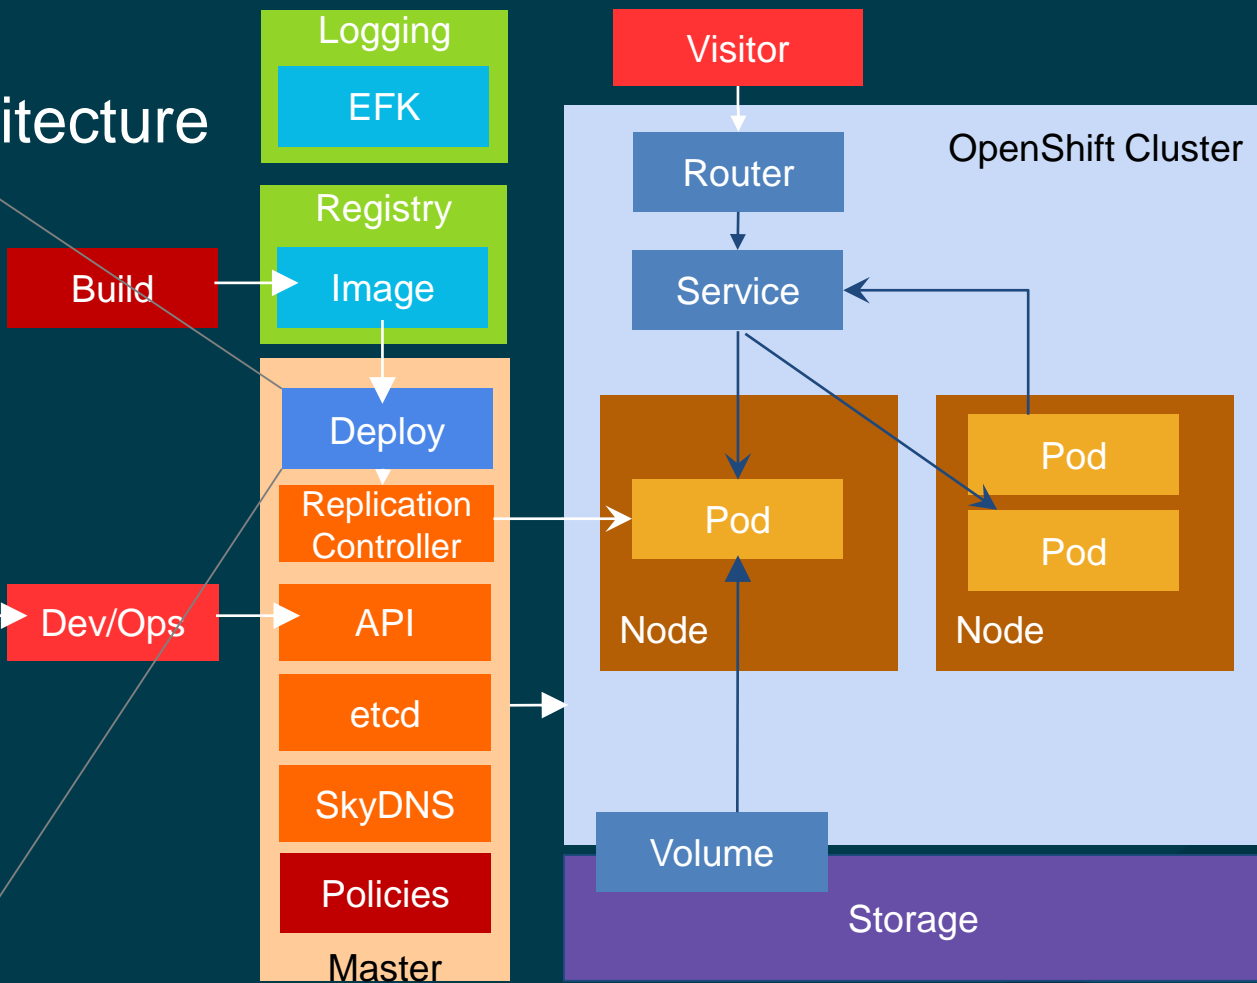 itecture
Logging
EFK
Registry
Build
Image
Deploy
Replication
Controller
Dev/Ops
API
etcd
SkyDNS
Policies
Master
Visitor
OpenShift Cluster
Router
Service
Pod
Node
Pod
Pod
Node
Volume
Storage